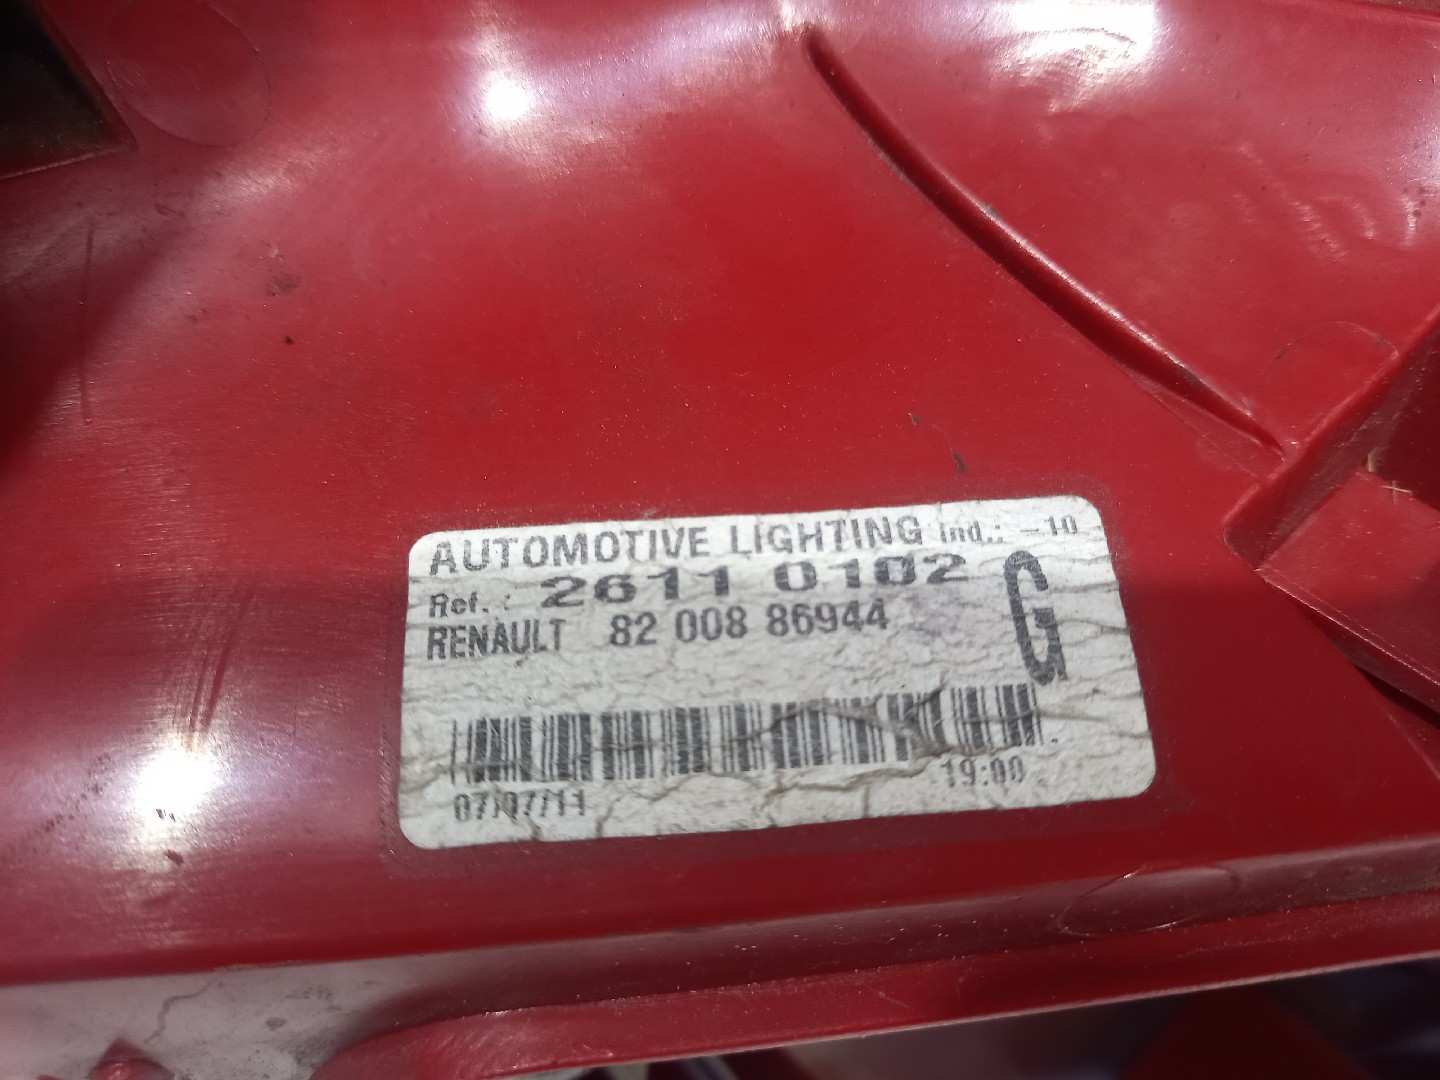 AUTOMOTIVE LIGHTING Ind.: -10
Ref.: 2611 0102
RENAULT 82 008 86944
G
07/07/11 19:00